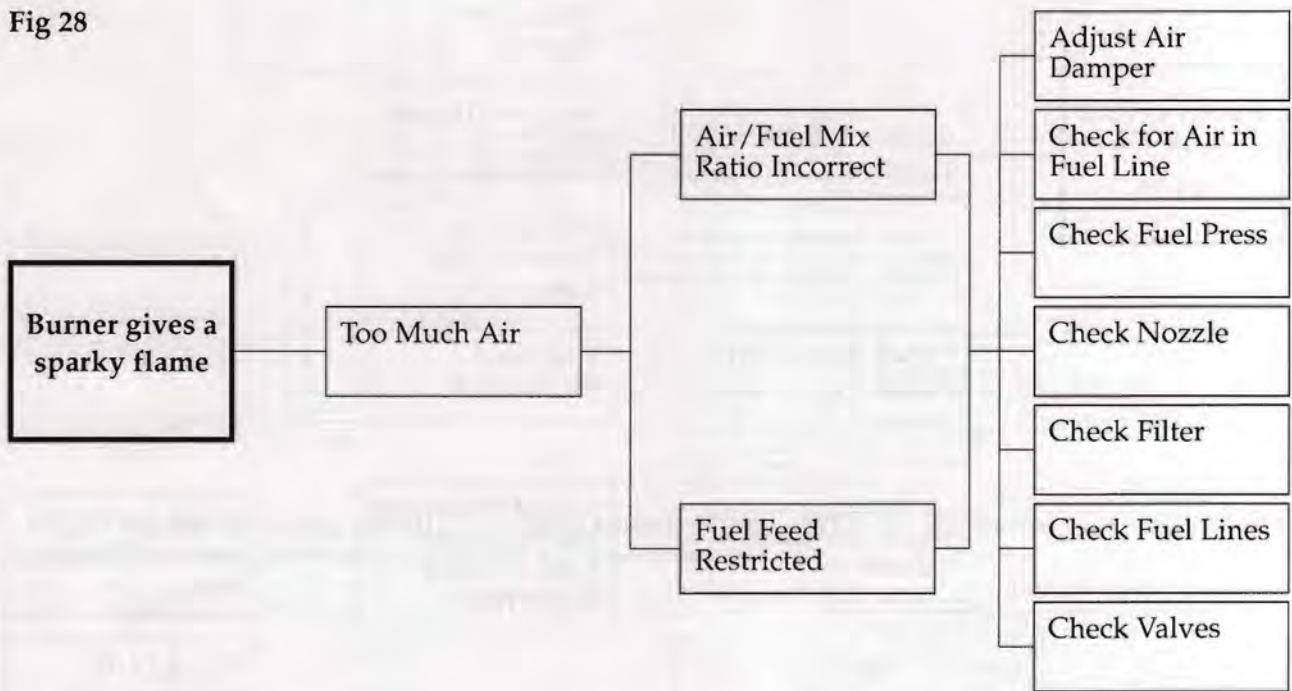 Fig 28
Burner gives a
sparky flame
Too Much Air
Air/Fuel Mix
Ratio Incorrect
Fuel Feed
Restricted
Adjust Air
Damper
Check for Air in
Fuel Line
Check Fuel Press
Check Nozzle
Check Filter
Check Fuel Lines
Check Valves